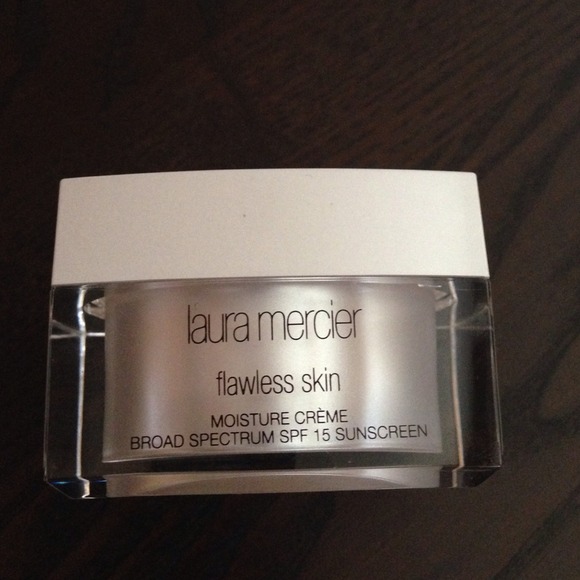 laura mercier
flawless skin
MOISTURE CRÈME
BROAD SPECTRUM SPF 15 SUNSCREEN